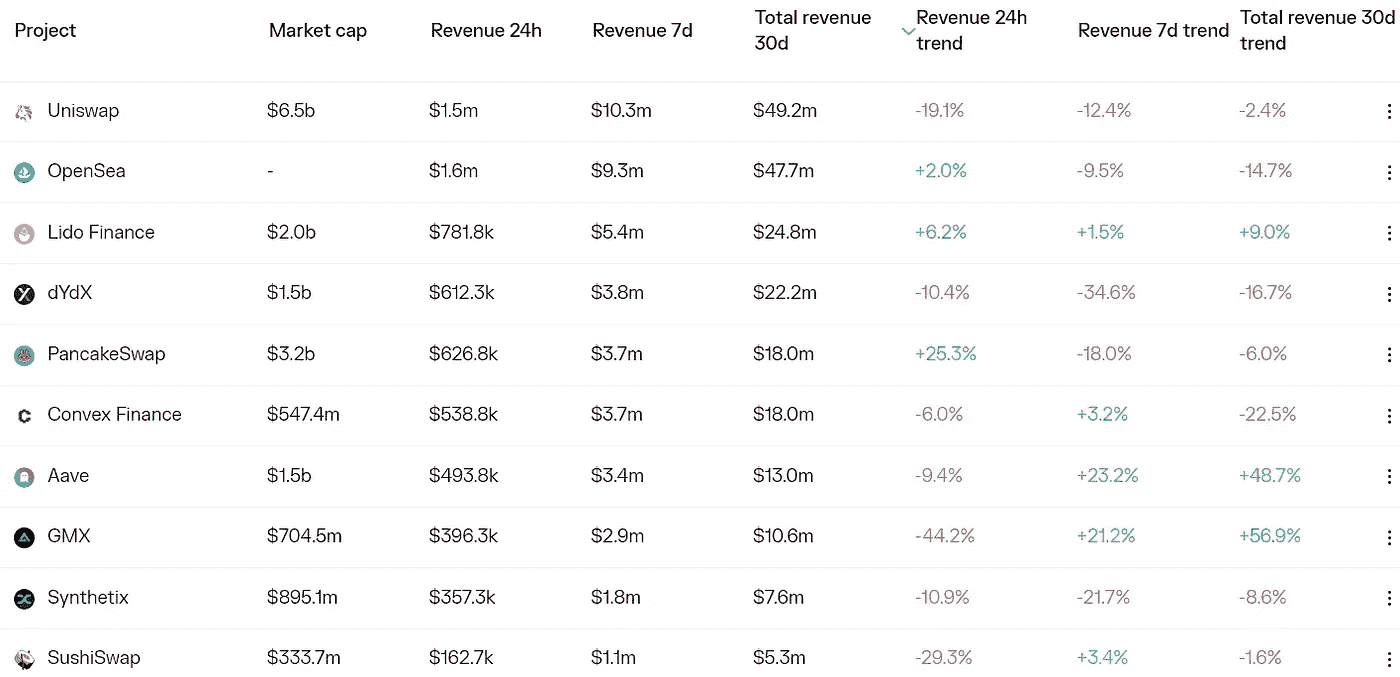 Project Market cap Revenue 24h Revenue 7d Total revenue 30d Revenue 24h trend Revenue 7d trend Total revenue 30d trend
Uniswap $6.5b $1.5m $10.3m $49.2m -19.1% -12.4% -2.4%
OpenSea - $1.6m $9.3m $47.7m +2.0% -9.5% -14.7%
Lido Finance $2.0b $781.8k $5.4m $24.8m +6.2% +1.5% +9.0%
dYdX $1.5b $612.3k $3.8m $22.2m -10.4% -34.6% -16.7%
PancakeSwap $3.2b $626.8k $3.7m $18.0m +25.3% -18.0% -6.0%
Convex Finance $547.4m $538.8k $3.7m $18.0m -6.0% +3.2% -22.5%
Aave $1.5b $493.8k $3.4m $13.0m -9.4% +23.2% +48.7%
GMX $704.5m $396.3k $2.9m $10.6m -44.2% +21.2% +56.9%
Synthetix $895.1m $357.3k $1.8m $7.6m -10.9% -21.7% -8.6%
SushiSwap $333.7m $162.7k $1.1m $5.3m -29.3% +3.4% -1.6%